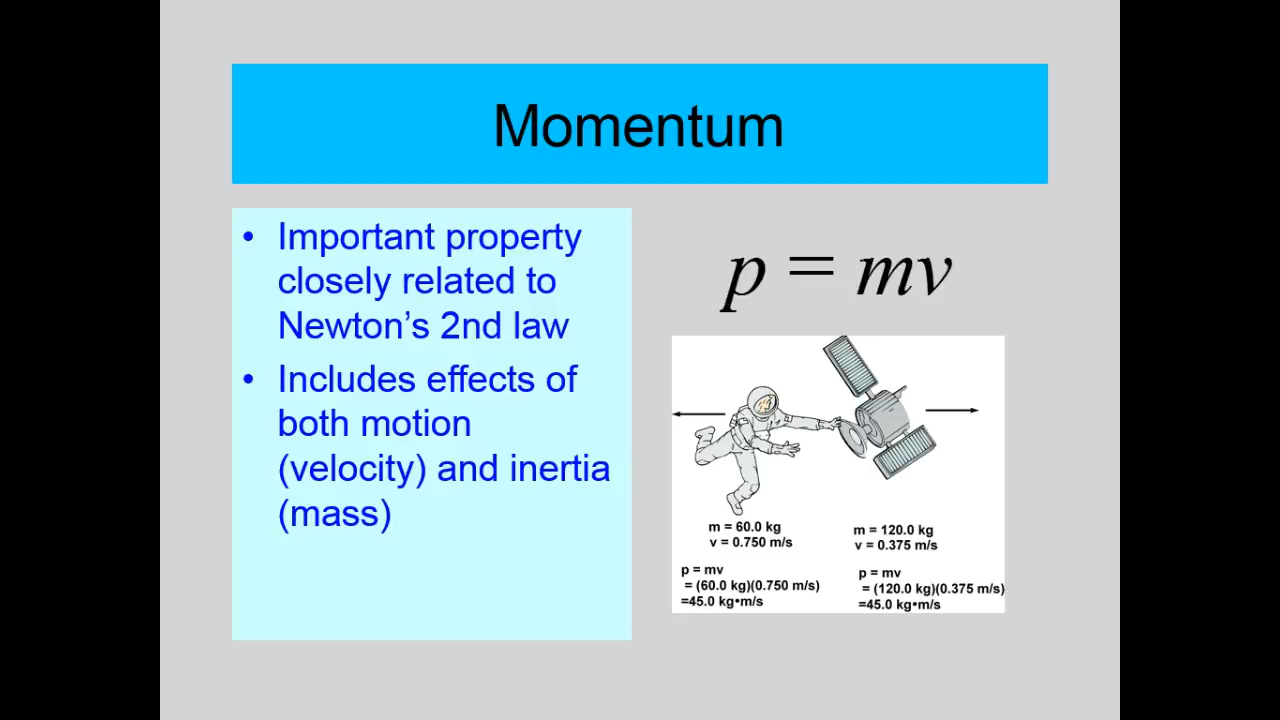 Momentum
• Important property
closely related to
Newton’s 2nd law
• Includes effects of
both motion
(velocity) and inertia
(mass)
p = mv
m = 60.0 kg
v = 0.750 m/s
p = mv
= (60.0 kg)(0.750 m/s)
=45.0 kg•m/s
m = 120.0 kg
v = 0.375 m/s
p = mv
= (120.0 kg)(0.375 m/s)
=45.0 kg•m/s